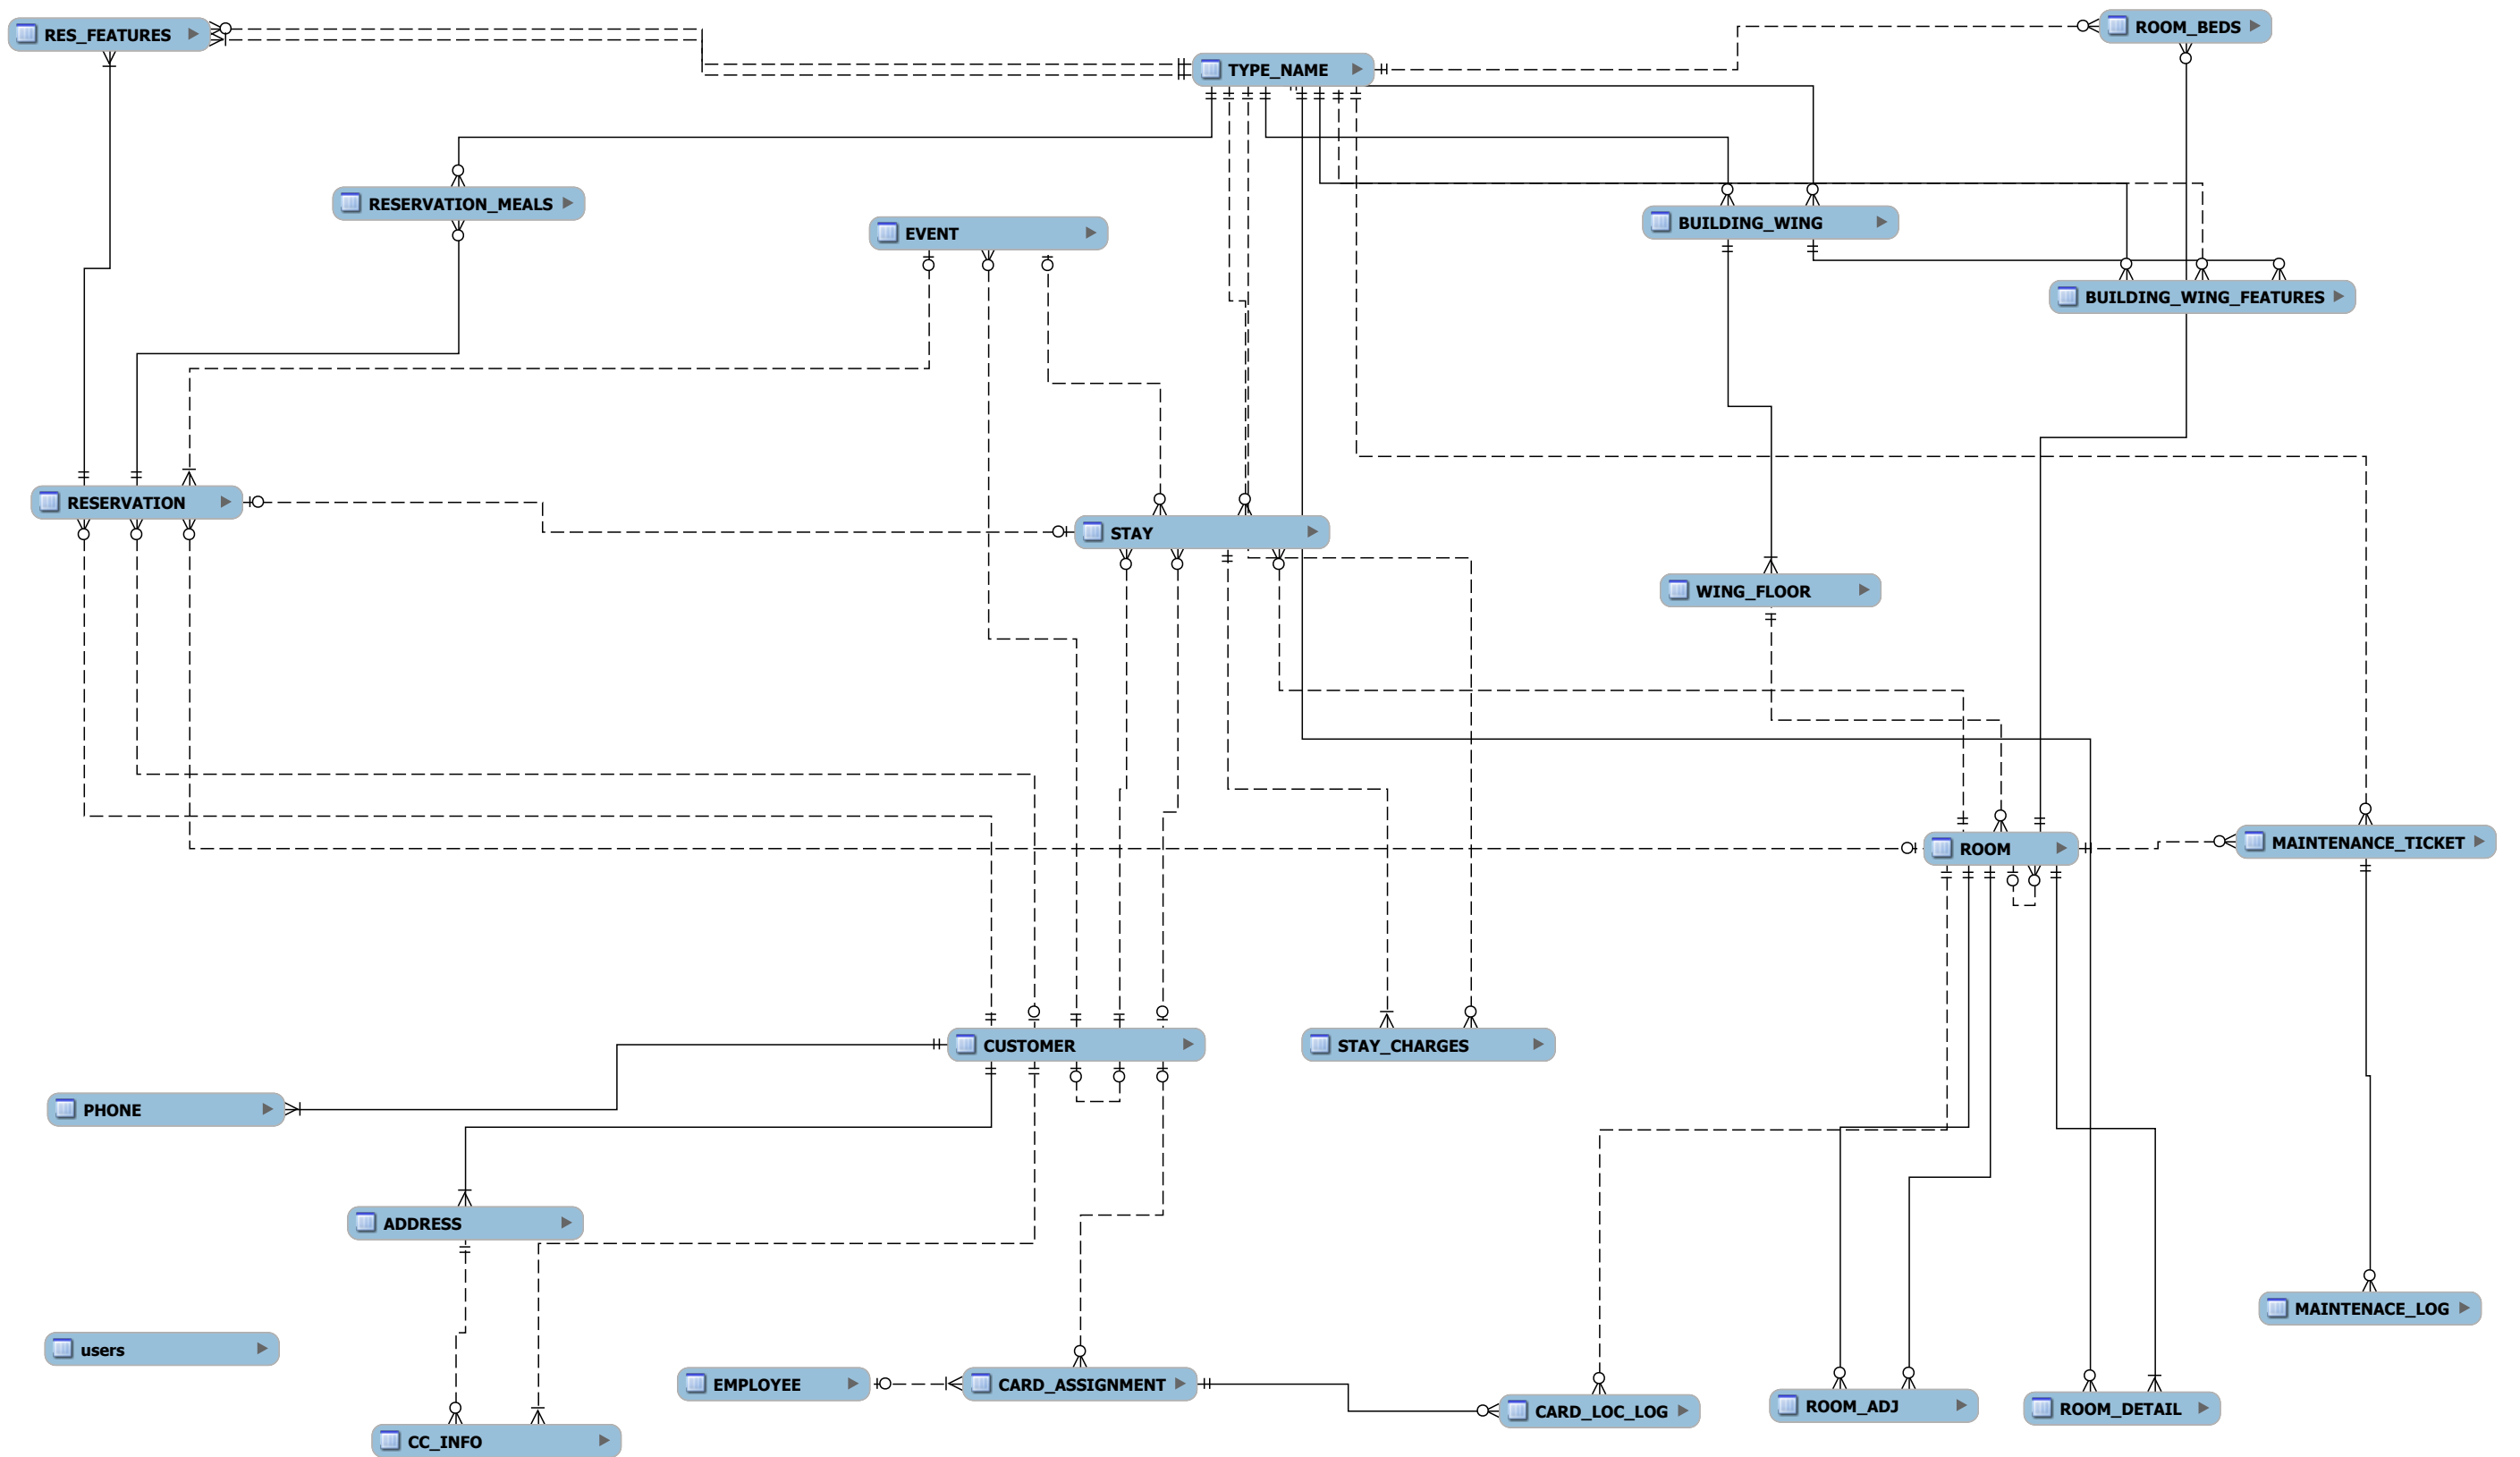 RES_FEATURES
ROOM_BEDS
TYPE_NAME
RESERVATION_MEALS
EVENT
BUILDING_WING
BUILDING_WING_FEATURES
RESERVATION
STAY
WING_FLOOR
ROOM
MAINTENANCE_TICKET
CUSTOMER
STAY_CHARGES
PHONE
ADDRESS
MAINTENACE_LOG
users
EMPLOYEE
CARD_ASSIGNMENT
CARD_LOC_LOG
ROOM_ADJ
ROOM_DETAIL
CC_INFO